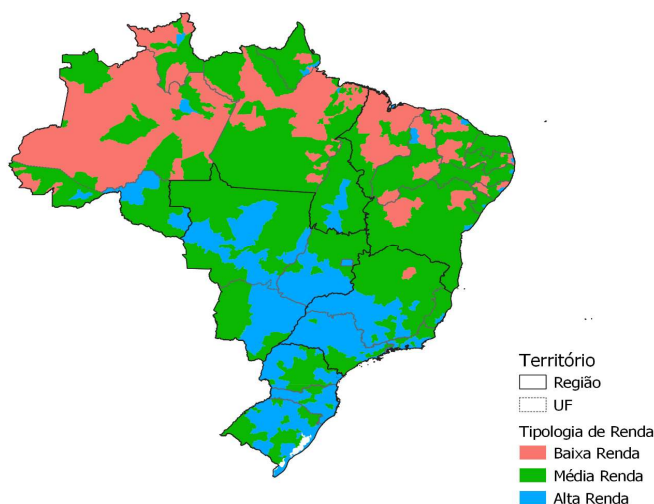 Território
Região
UF
Tipologia de Renda
Baixa Renda
Média Renda
Alta Renda